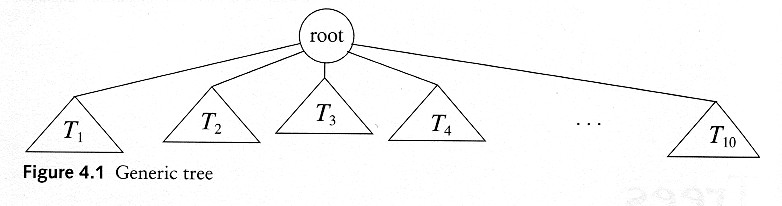 root
T₁ T₂ T₃ T₄ ... T₁₀
Figure 4.1 Generic tree